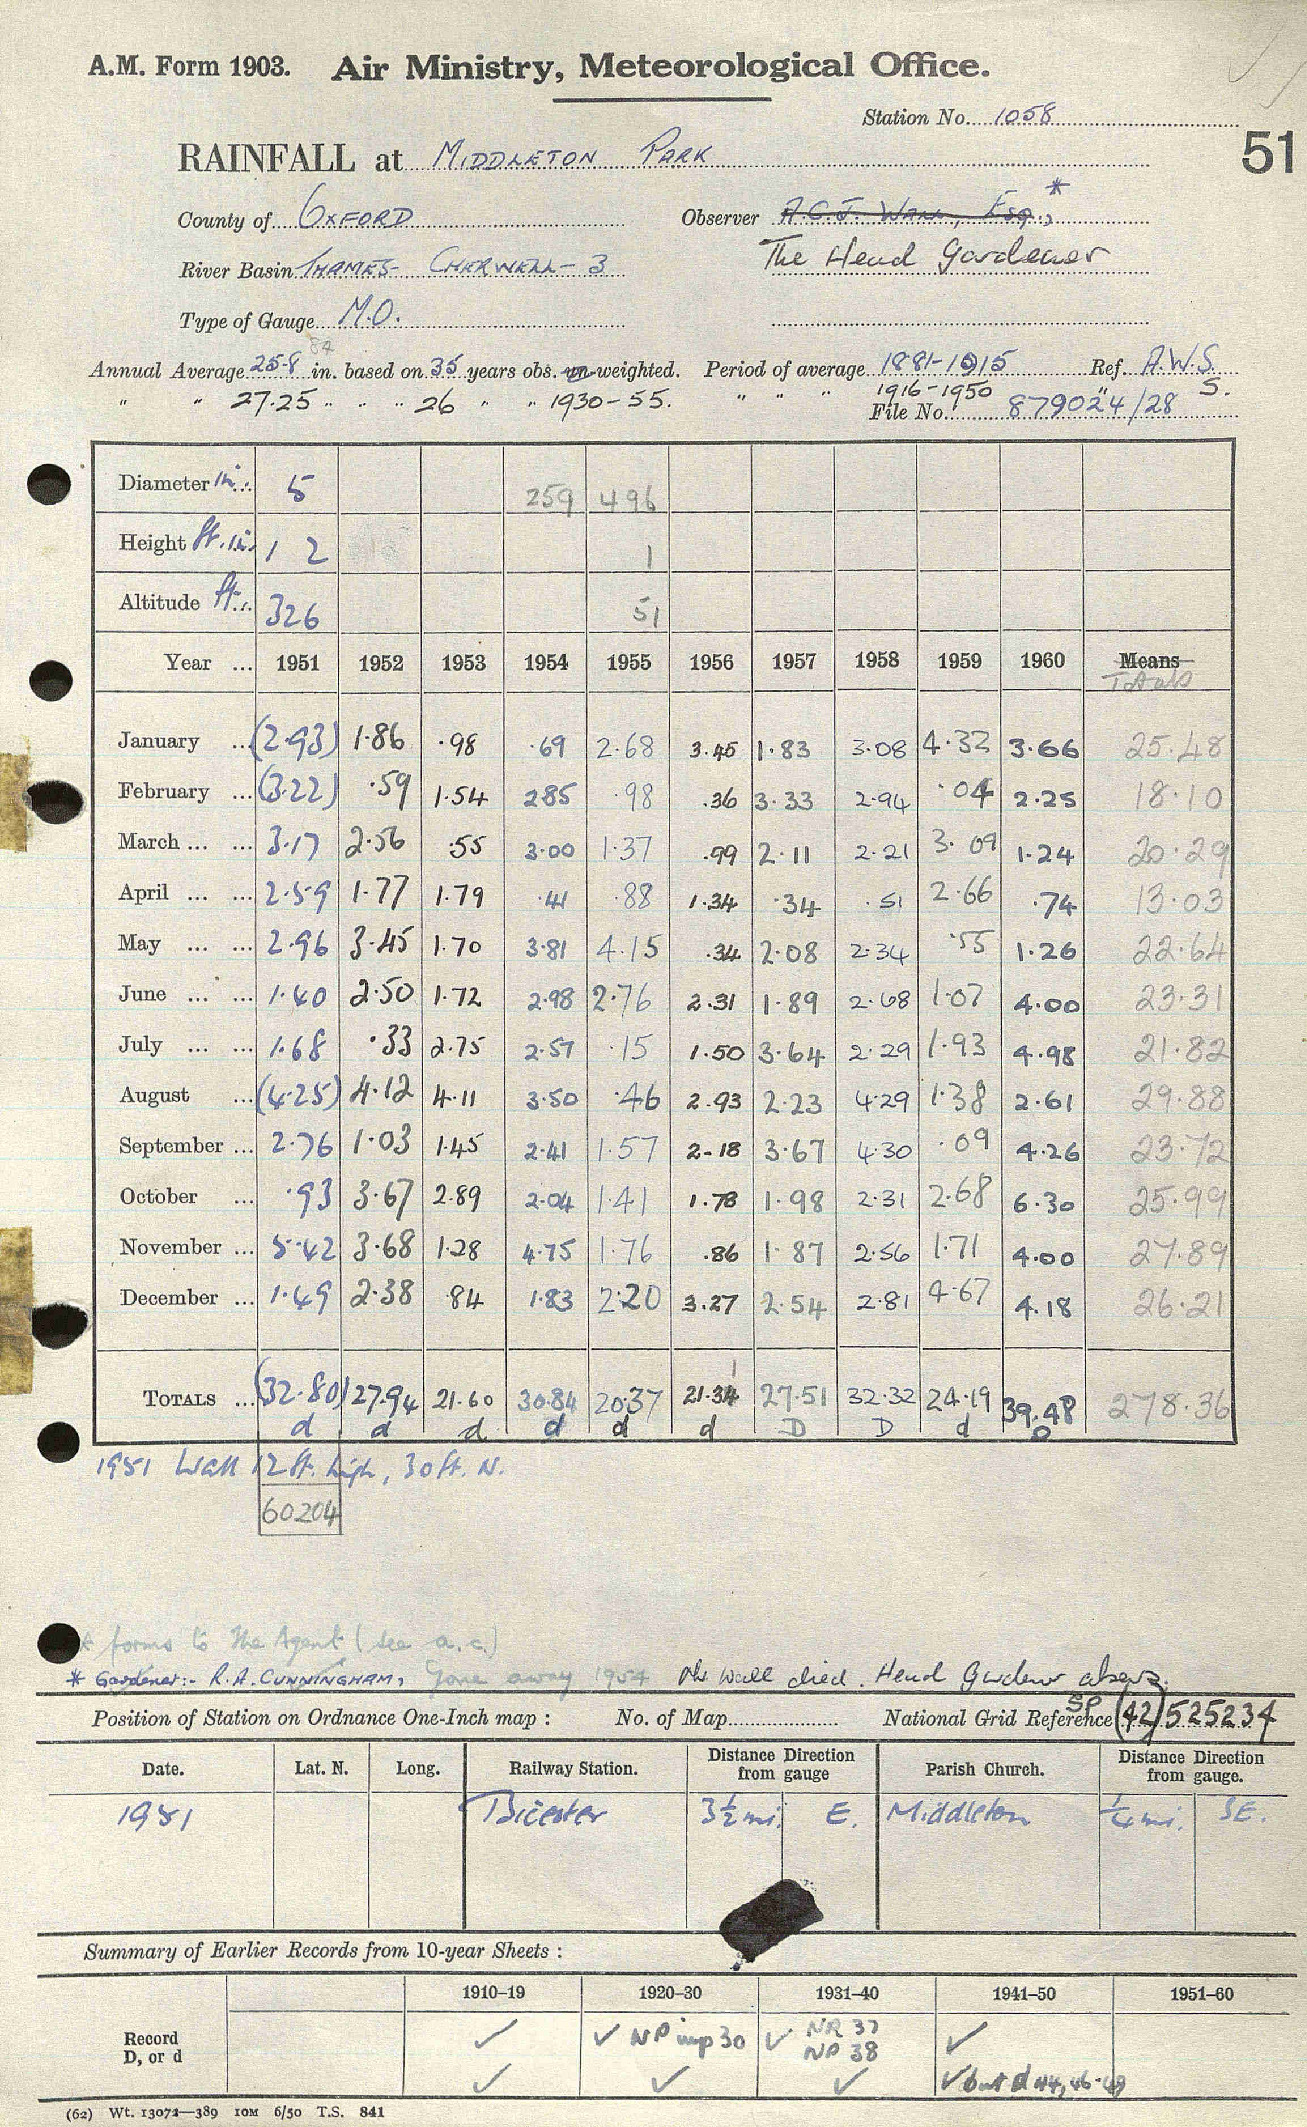 A.M. Form 1903. Air Ministry, Meteorological Office.
Station No. 1058
51
RAINFALL at MIDDLETON PARK
County of OXFORD Observer A.C.J. WALL, ESQ., *
River Basin THAMES- CHERWELL-3 The Head Gardener
Type of Gauge M.O.
Annual Average 25.8 in. based on 35 years obs. un-weighted. Period of average 1881-1915 Ref. A.W.S.
" " 27.25 " " " 26 " " 1930-55. " " " 1916-1950 " S.
File No. 879024/28
Diameter in. 5 259 496
Height ft. in. 1 2 1
Altitude ft. 326 51
Year ... 1951 1952 1953 1954 1955 1956 1957 1958 1959 1960 Means
Totals
January ... (2.93) 1.86 .98 .69 2.68 3.45 1.83 3.08 4.32 3.66 25.48
February ... (3.22) .59 1.54 2.85 .98 .36 3.33 2.94 .04 2.25 18.10
March ... ... 3.17 2.56 .55 3.00 1.37 .99 2.11 2.21 3.09 1.24 20.29
April ... ... 2.59 1.77 1.79 .41 .88 1.34 .34 .51 2.66 .74 13.03
May ... ... 2.96 3.45 1.70 3.81 4.15 .34 2.08 2.34 .55 1.26 22.64
June ... ... 1.40 2.50 1.72 2.98 2.76 2.31 1.89 2.68 1.07 4.00 23.31
July ... ... 1.68 .33 2.75 2.57 .15 1.50 3.64 2.29 1.93 4.98 21.82
August ... (4.25) 4.12 4.11 3.50 .46 2.93 2.23 4.29 1.38 2.61 29.88
September ... 2.76 1.03 1.45 2.41 1.57 2.18 3.67 4.30 .09 4.26 23.72
October ... .93 3.67 2.89 2.04 1.41 1.78 1.98 2.31 2.68 6.30 25.99
November ... 5.42 3.68 1.28 4.75 1.76 .86 1.87 2.56 1.71 4.00 27.89
December ... 1.49 2.38 .84 1.83 2.20 3.27 2.54 2.81 4.67 4.18 26.21
TOTALS ... (32.80) 27.94 21.60 30.84 20.37 21.34 27.51 32.32 24.19 39.48 278.36
d d d d d d D D d D
1951 Wall 12 ft. high, 30 ft. N.
60204
* forms to the Agent (see a.c.)
* Gardener:- R.A. CUNNINGHAM, Gone away 1954 Mr Wall died. Head Gardener above.
Position of Station on Ordnance One-Inch map : No. of Map National Grid Reference SP (42) 525234
Date. Lat. N. Long. Railway Station. Distance Direction from gauge Parish Church. Distance Direction from gauge.
1951 Bicester 3½ mi. E. Middleton ¼ mi. SE.
Summary of Earlier Records from 10-year Sheets :
1910-19 1920-30 1931-40 1941-50 1951-60
Record ✓ ✓ NP imp 30 ✓ NR 37 NP 38 ✓
D, or d ✓ ✓ ✓ ✓ but d 44, 46-49
(62) Wt. 13072—389 10M 6/50 T.S. 841